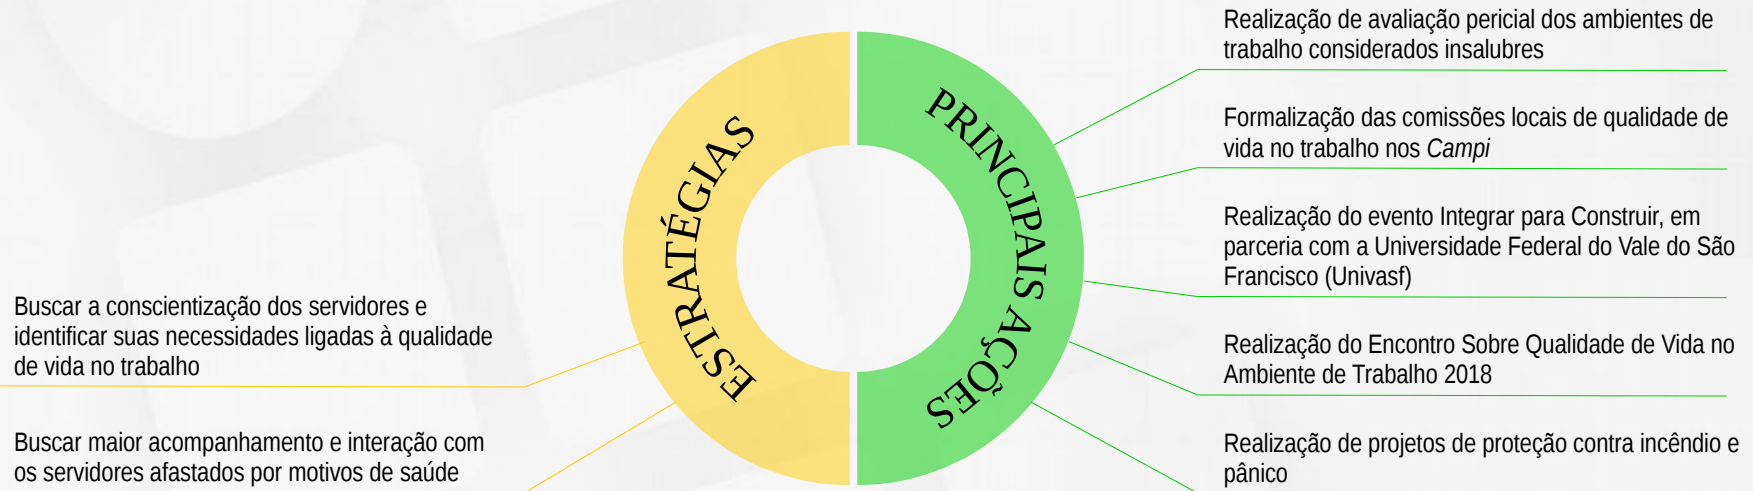 ESTRATÉGIAS
Buscar a conscientização dos servidores e
identificar suas necessidades ligadas à qualidade
de vida no trabalho
Buscar maior acompanhamento e interação com
os servidores afastados por motivos de saúde
PRINCIPAIS AÇÕES
Realização de avaliação pericial dos ambientes de
trabalho considerados insalubres
Formalização das comissões locais de qualidade de
vida no trabalho nos Campi
Realização do evento Integrar para Construir, em
parceria com a Universidade Federal do Vale do São
Francisco (Univasf)
Realização do Encontro Sobre Qualidade de Vida no
Ambiente de Trabalho 2018
Realização de projetos de proteção contra incêndio e
pânico